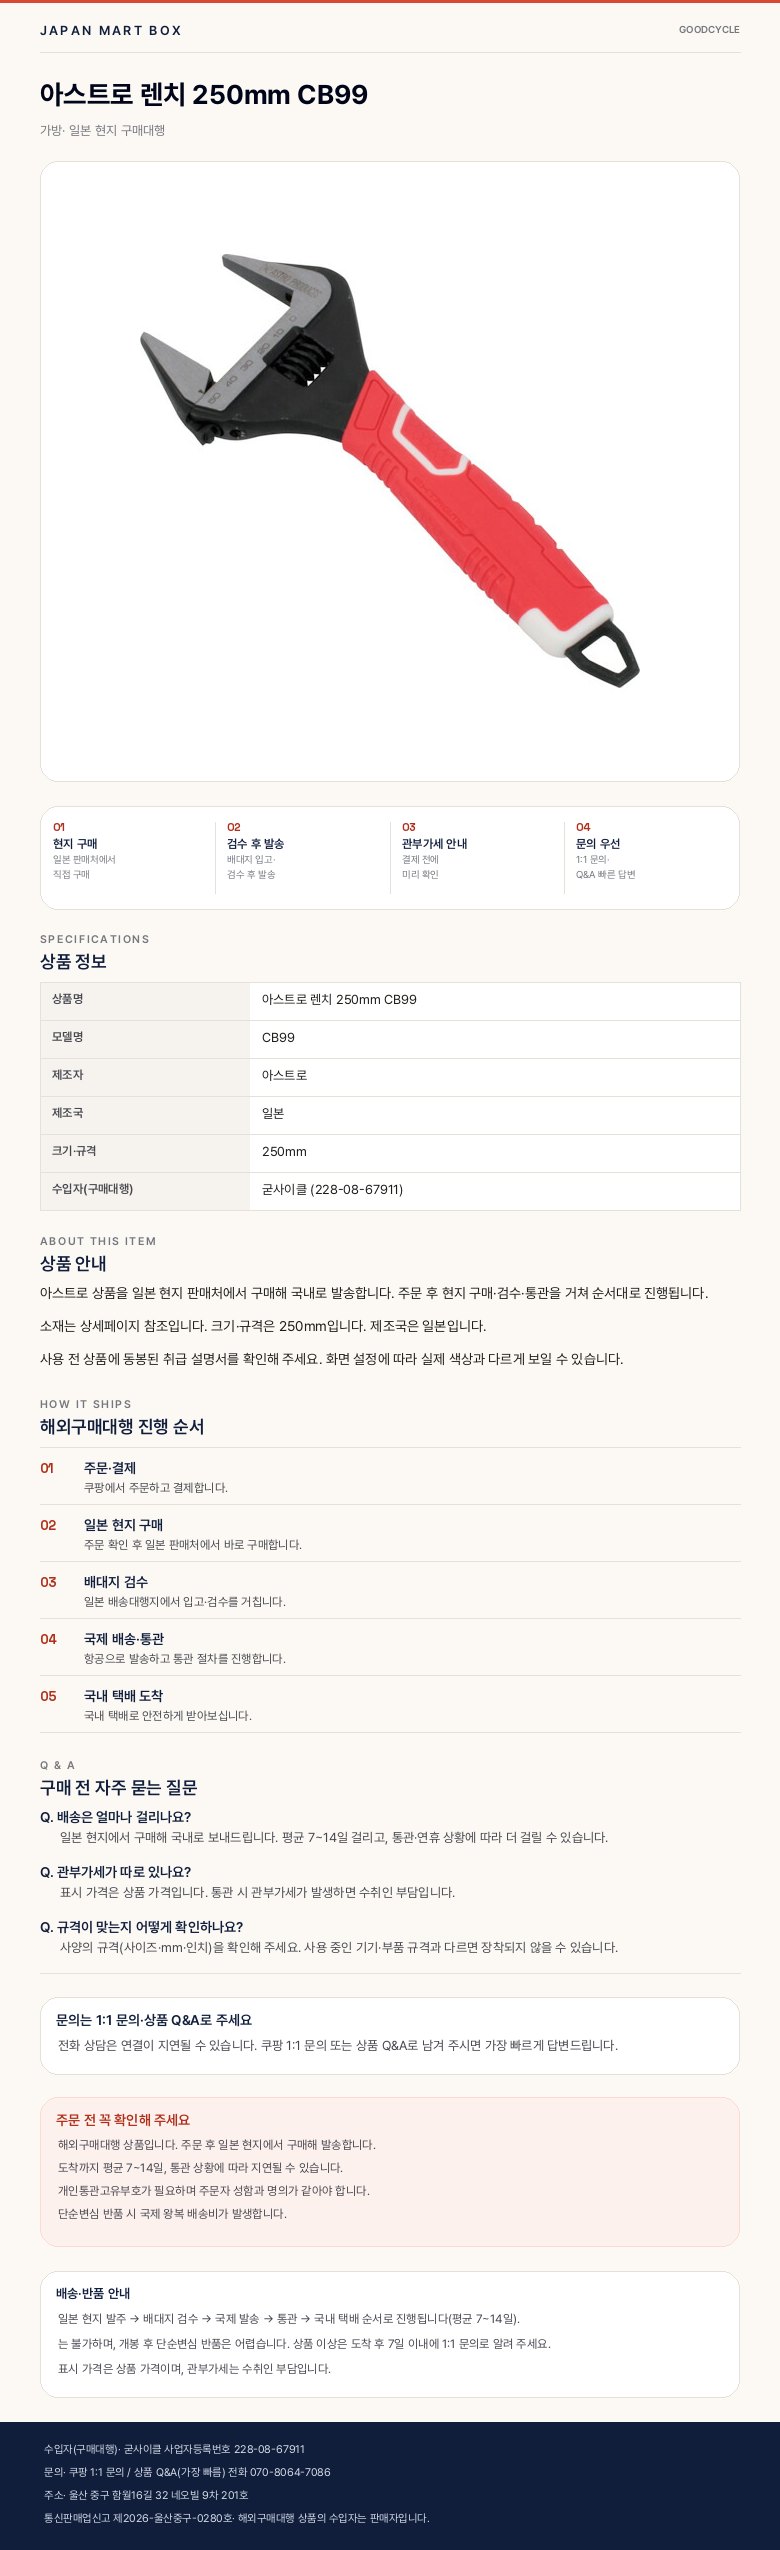 JAPAN MART BOX
GOODCYCLE
아스트로 렌치 250mm CB99
가방· 일본 현지 구매대행
ASTRO PRODUCTS
50 40 30 20 10 0
01
현지 구매
일본 판매처에서
직접 구매
02
검수 후 발송
배대지 입고·
검수 후 발송
03
관부가세 안내
결제 전에
미리 확인
04
문의 우선
1:1 문의·
Q&A 빠른 답변
SPECIFICATIONS
상품 정보
상품명 아스트로 렌치 250mm CB99
모델명 CB99
제조자 아스트로
제조국 일본
크기·규격 250mm
수입자(구매대행) 굳사이클 (228-08-67911)
ABOUT THIS ITEM
상품 안내
아스트로 상품을 일본 현지 판매처에서 구매해 국내로 발송합니다. 주문 후 현지 구매·검수·통관을 거쳐 순서대로 진행됩니다.
소재는 상세페이지 참조입니다. 크기·규격은 250mm입니다. 제조국은 일본입니다.
사용 전 상품에 동봉된 취급 설명서를 확인해 주세요. 화면 설정에 따라 실제 색상과 다르게 보일 수 있습니다.
HOW IT SHIPS
해외구매대행 진행 순서
01 주문·결제
쿠팡에서 주문하고 결제합니다.
02 일본 현지 구매
주문 확인 후 일본 판매처에서 바로 구매합니다.
03 배대지 검수
일본 배송대행지에서 입고·검수를 거칩니다.
04 국제 배송·통관
항공으로 발송하고 통관 절차를 진행합니다.
05 국내 택배 도착
국내 택배로 안전하게 받아보십니다.
Q & A
구매 전 자주 묻는 질문
Q. 배송은 얼마나 걸리나요?
일본 현지에서 구매해 국내로 보내드립니다. 평균 7~14일 걸리고, 통관·연휴 상황에 따라 더 걸릴 수 있습니다.
Q. 관부가세가 따로 있나요?
표시 가격은 상품 가격입니다. 통관 시 관부가세가 발생하면 수취인 부담입니다.
Q. 규격이 맞는지 어떻게 확인하나요?
사양의 규격(사이즈·mm·인치)을 확인해 주세요. 사용 중인 기기·부품 규격과 다르면 장착되지 않을 수 있습니다.
문의는 1:1 문의·상품 Q&A로 주세요
전화 상담은 연결이 지연될 수 있습니다. 쿠팡 1:1 문의 또는 상품 Q&A로 남겨 주시면 가장 빠르게 답변드립니다.
주문 전 꼭 확인해 주세요
해외구매대행 상품입니다. 주문 후 일본 현지에서 구매해 발송합니다.
도착까지 평균 7~14일, 통관 상황에 따라 지연될 수 있습니다.
개인통관고유부호가 필요하며 주문자 성함과 명의가 같아야 합니다.
단순변심 반품 시 국제 왕복 배송비가 발생합니다.
배송·반품 안내
일본 현지 발주 → 배대지 검수 → 국제 발송 → 통관 → 국내 택배 순서로 진행됩니다(평균 7~14일).
는 불가하며, 개봉 후 단순변심 반품은 어렵습니다. 상품 이상은 도착 후 7일 이내에 1:1 문의로 알려 주세요.
표시 가격은 상품 가격이며, 관부가세는 수취인 부담입니다.
수입자(구매대행)· 굳사이클 사업자등록번호 228-08-67911
문의· 쿠팡 1:1 문의 / 상품 Q&A(가장 빠름) 전화 070-8064-7086
주소· 울산 중구 함월16길 32 네오빌 9차 201호
통신판매업신고 제2026-울산중구-0280호· 해외구매대행 상품의 수입자는 판매자입니다.